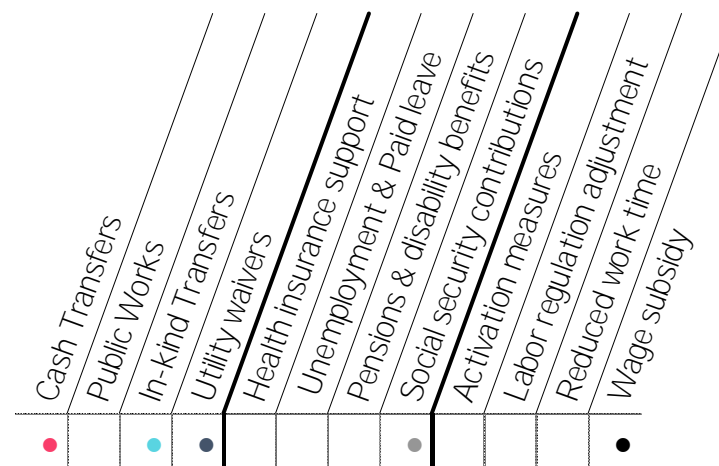 Cash Transfers
Public Works
In-kind Transfers
Utility waivers
Health insurance support
Unemployment & Paid leave
Pensions & disability benefits
Social security contributions
Activation measures
Labor regulation adjustment
Reduced work time
Wage subsidy